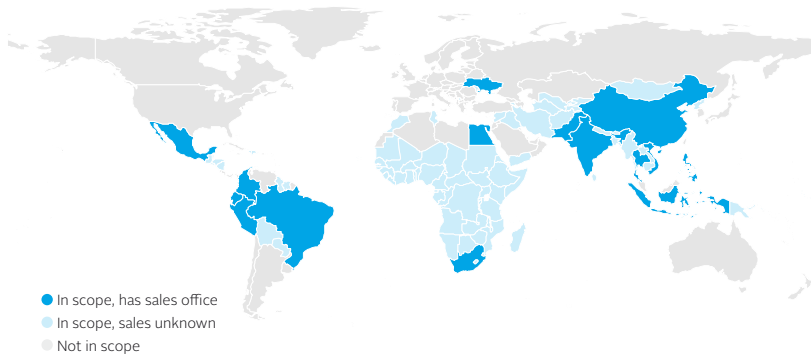 In scope, has sales office
In scope, sales unknown
Not in scope